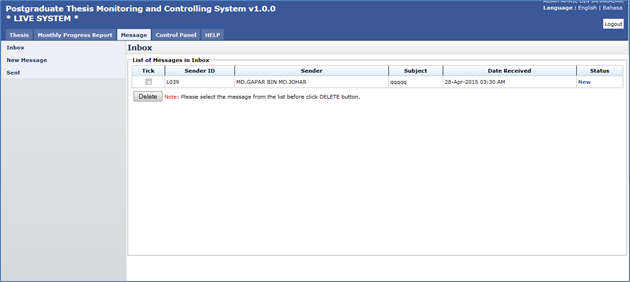 Postgraduate Thesis Monitoring and Controlling System v1.0.0
* LIVE SYSTEM *
Language : English | Bahasa
Logout
Thesis Monthly Progress Report Message Control Panel HELP
Inbox
New Message
Sent
Inbox
List of Messages in Inbox
Tick Sender ID Sender Subject Date Received Status
L039 MD.GAPAR BIN MD.JOHAR qqqqq 28-Apr-2015 03:30 AM New
Delete Note: Please select the message from the list before click DELETE button.